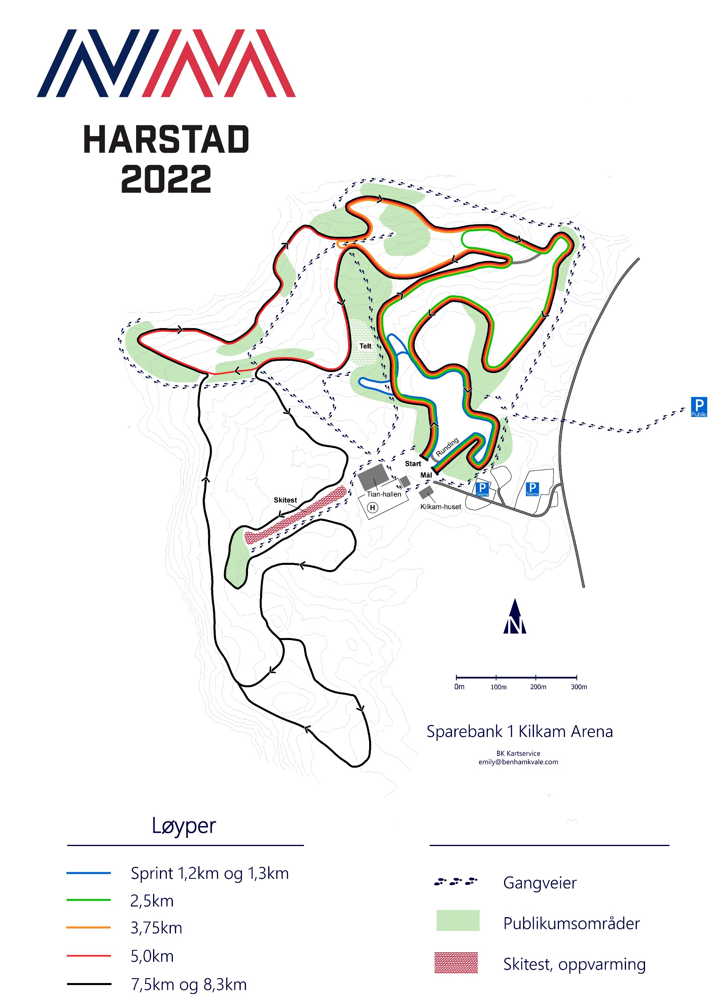 NM
HARSTAD
2022
Telt
P
Public
Runding
Start
Mål
P
Teams
P
Teams
Tian-hallen
H
Kilkam-huset
Skitest
N
0m 100m 200m 300m
Sparebank 1 Kilkam Arena
BK Kartservice
emily@benhamkvale.com
Løyper
Sprint 1,2km og 1,3km
2,5km
3,75km
5,0km
7,5km og 8,3km
Gangveier
Publikumsområder
Skitest, oppvarming